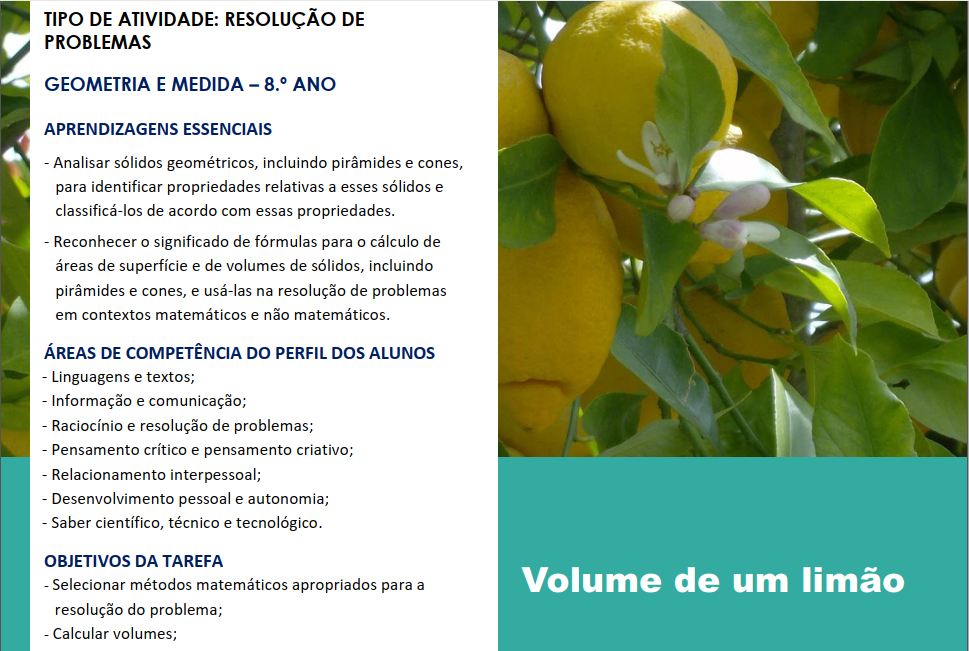 TIPO DE ATIVIDADE: RESOLUÇÃO DE
PROBLEMAS
GEOMETRIA E MEDIDA – 8.º ANO
APRENDIZAGENS ESSENCIAIS
- Analisar sólidos geométricos, incluindo pirâmides e cones,
para identificar propriedades relativas a esses sólidos e
classificá-los de acordo com essas propriedades.
- Reconhecer o significado de fórmulas para o cálculo de
áreas de superfície e de volumes de sólidos, incluindo
pirâmides e cones, e usá-las na resolução de problemas
em contextos matemáticos e não matemáticos.
ÁREAS DE COMPETÊNCIA DO PERFIL DOS ALUNOS
- Linguagens e textos;
- Informação e comunicação;
- Raciocínio e resolução de problemas;
- Pensamento crítico e pensamento criativo;
- Relacionamento interpessoal;
- Desenvolvimento pessoal e autonomia;
- Saber científico, técnico e tecnológico.
OBJETIVOS DA TAREFA
- Selecionar métodos matemáticos apropriados para a
resolução do problema;
- Calcular volumes;
Volume de um limão